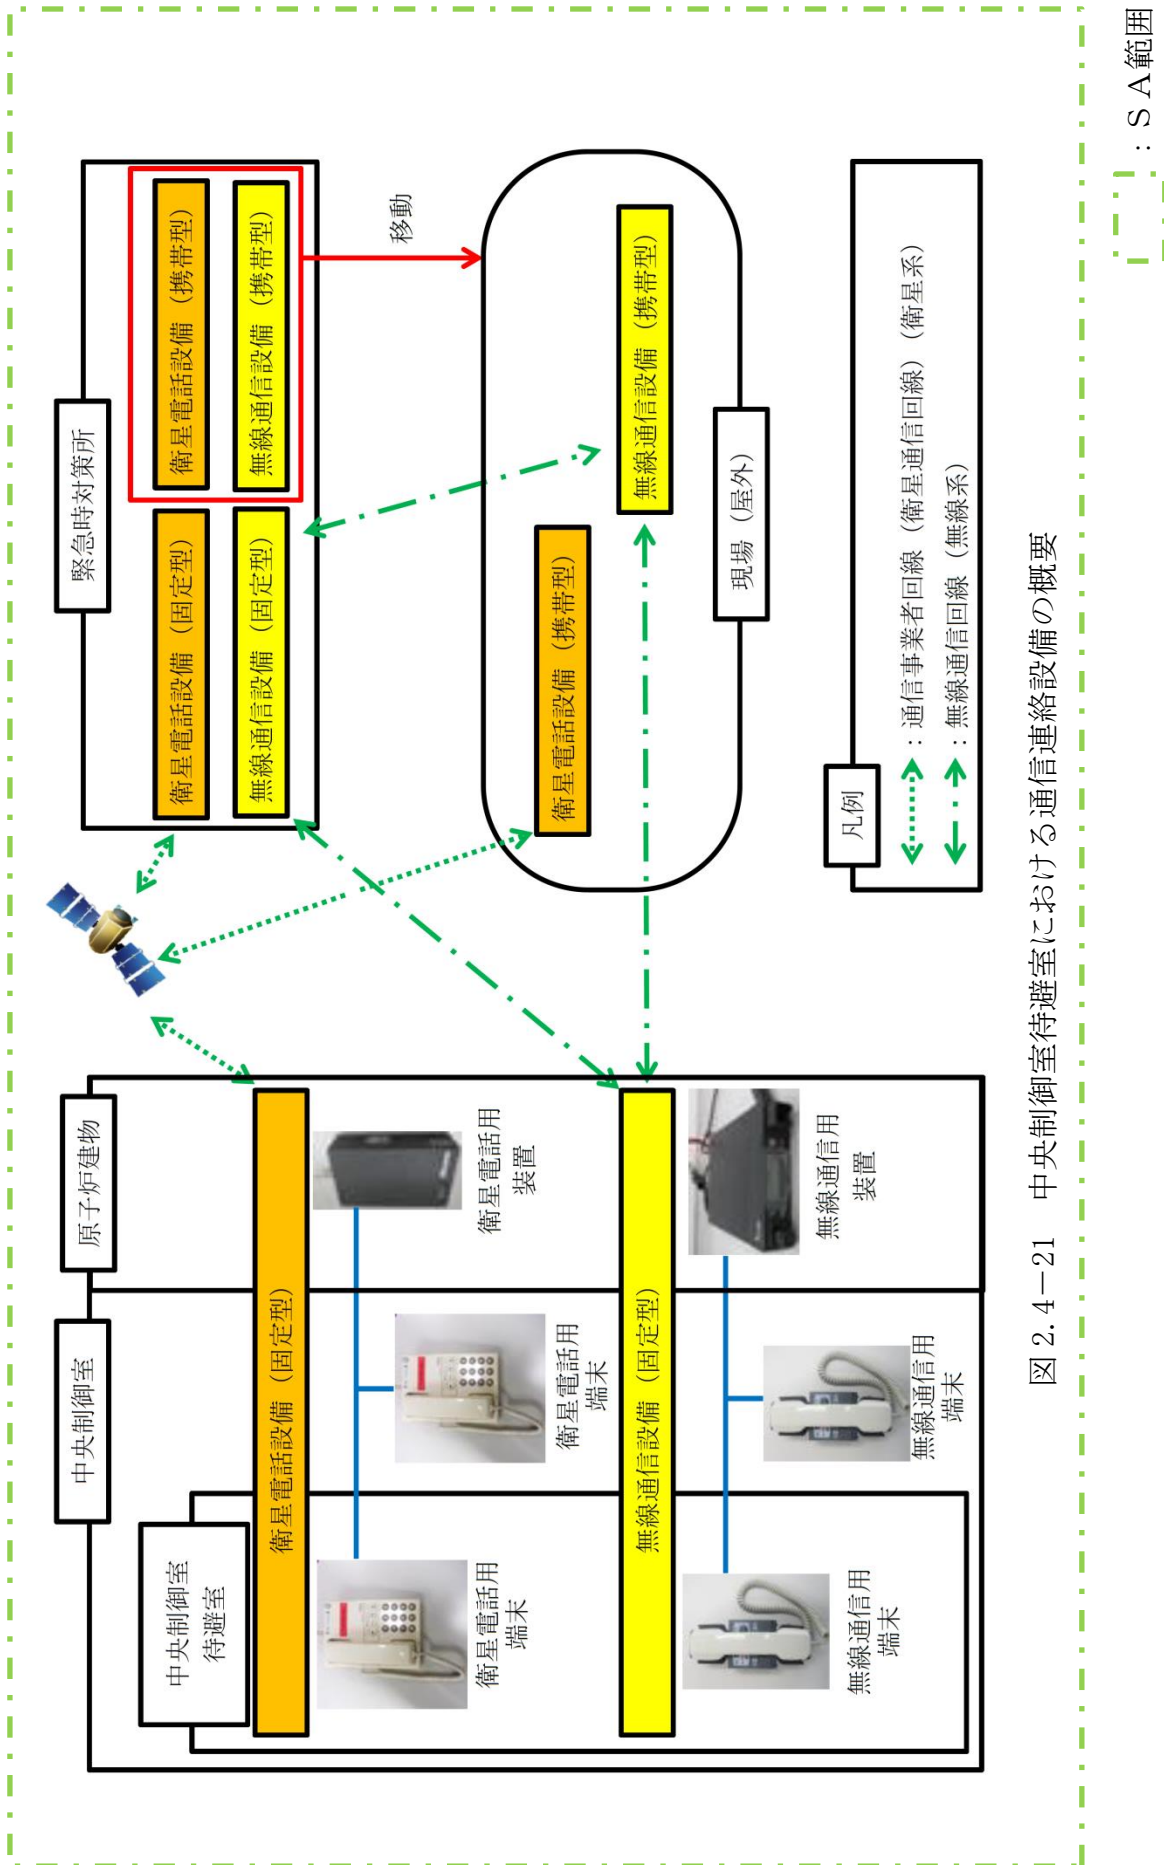 中央制御室
原子炉建物
中央制御室
待避室
衛星電話設備（固定型）
衛星電話用
端末
衛星電話用
端末
衛星電話用
装置
無線通信設備（固定型）
無線通信用
端末
無線通信用
端末
無線通信用
装置
緊急時対策所
衛星電話設備（固定型）
衛星電話設備（携帯型）
無線通信設備（固定型）
無線通信設備（携帯型）
移動
衛星電話設備（携帯型）
無線通信設備（携帯型）
現場（屋外）
凡例
：通信事業者回線（衛星通信回線）（衛星系）
：無線通信回線（無線系）
図 2.4－21　中央制御室待避室における通信連絡設備の概要
：ＳＡ範囲